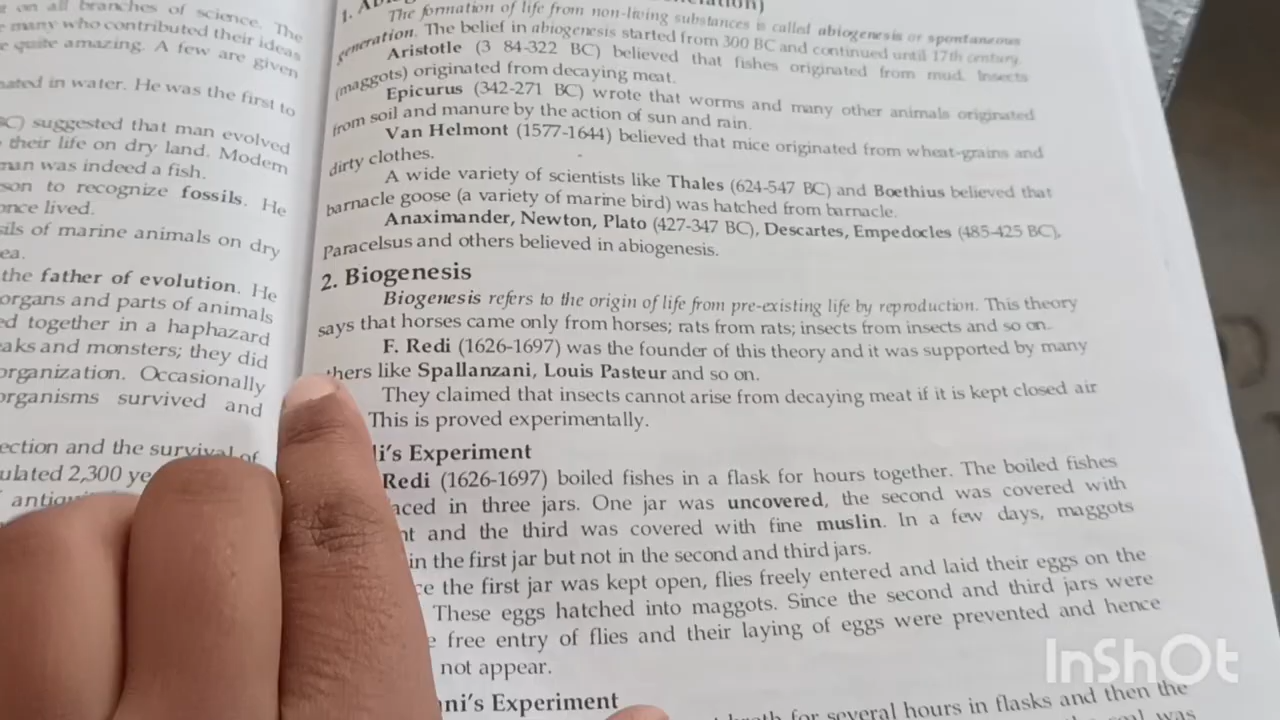 on all branches of science. The
many who contributed their ideas
quite amazing. A few are given
ated in water. He was the first to
BC) suggested that man evolved
their life on dry land. Modern
man was indeed a fish.
son to recognize fossils. He
once lived.
sils of marine animals on dry
ea.
the father of evolution. He
organs and parts of animals
ed together in a haphazard
eaks and monsters; they did
organization. Occasionally
organisms survived and
ection and the survival of
ulated 2,300 ye
1.
The formation of life from non-living substances is called abiogenesis or spontaneous
generation. The belief in abiogenesis started from 300 BC and continued until 17th century.
Aristotle (3 84-322 BC) believed that fishes originated from mud. Insects
(maggots) originated from decaying meat.
Epicurus (342-271 BC) wrote that worms and many other animals originated
from soil and manure by the action of sun and rain.
Van Helmont (1577-1644) believed that mice originated from wheat-grains and
dirty clothes.
A wide variety of scientists like Thales (624-547 BC) and Boethius believed that
barnacle goose (a variety of marine bird) was hatched from barnacle.
Anaximander, Newton, Plato (427-347 BC), Descartes, Empedocles (485-425 BC),
Paracelsus and others believed in abiogenesis.
2. Biogenesis
Biogenesis refers to the origin of life from pre-existing life by reproduction. This theory
says that horses came only from horses; rats from rats; insects from insects and so on.
F. Redi (1626-1697) was the founder of this theory and it was supported by many
thers like Spallanzani, Louis Pasteur and so on.
They claimed that insects cannot arise from decaying meat if it is kept closed air
This is proved experimentally.
li's Experiment
Redi (1626-1697) boiled fishes in a flask for hours together. The boiled fishes
aced in three jars. One jar was uncovered, the second was covered with
nt and the third was covered with fine muslin. In a few days, maggots
in the first jar but not in the second and third jars.
ce the first jar was kept open, flies freely entered and laid their eggs on the
These eggs hatched into maggots. Since the second and third jars were
e free entry of flies and their laying of eggs were prevented and hence
not appear.
ani's Experiment
for several hours in flasks and then the
was
InShOt